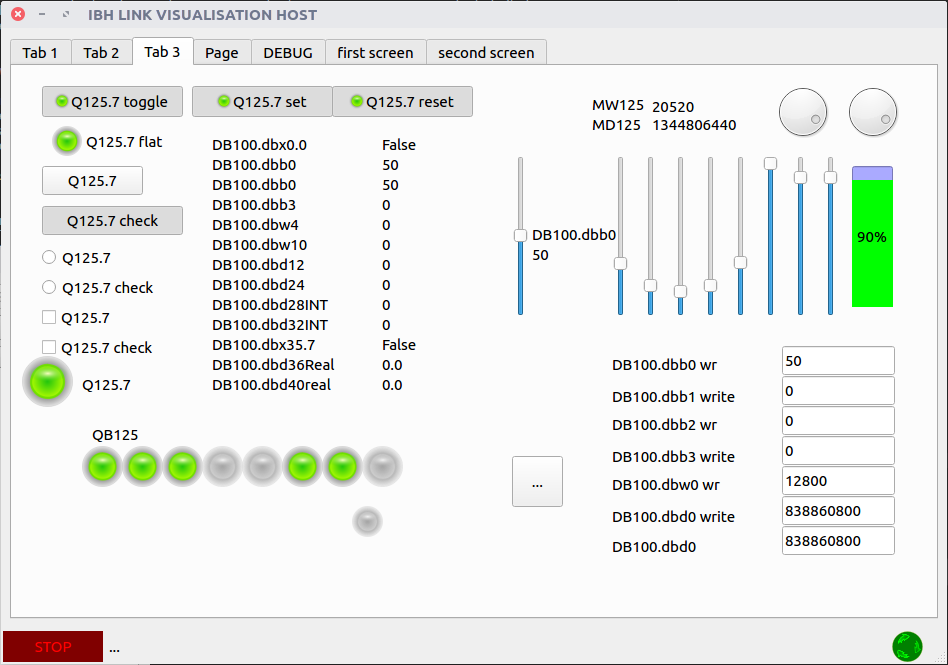 IBH LINK VISUALISATION HOST
Tab 1 Tab 2 Tab 3 Page DEBUG first screen second screen
Q125.7 toggle Q125.7 set Q125.7 reset
MW125 20520
MD125 1344806440
Q125.7 flat
DB100.dbx0.0 False
DB100.dbb0 50
Q125.7
DB100.dbb0 50
DB100.dbb3 0
Q125.7 check
DB100.dbw4 0
DB100.dbw10 0
Q125.7
DB100.dbd12 0
DB100.dbd24 0
Q125.7 check
DB100.dbd28INT 0
Q125.7
DB100.dbd32INT 0
DB100.dbx35.7 False
Q125.7 check
DB100.dbd36Real 0.0
Q125.7
DB100.dbd40real 0.0
DB100.dbb0
50
90%
QB125
...
DB100.dbb0 wr 50
DB100.dbb1 write 0
DB100.dbb2 wr 0
DB100.dbb3 write 0
DB100.dbw0 wr 12800
DB100.dbd0 write 838860800
DB100.dbd0 838860800
STOP ...